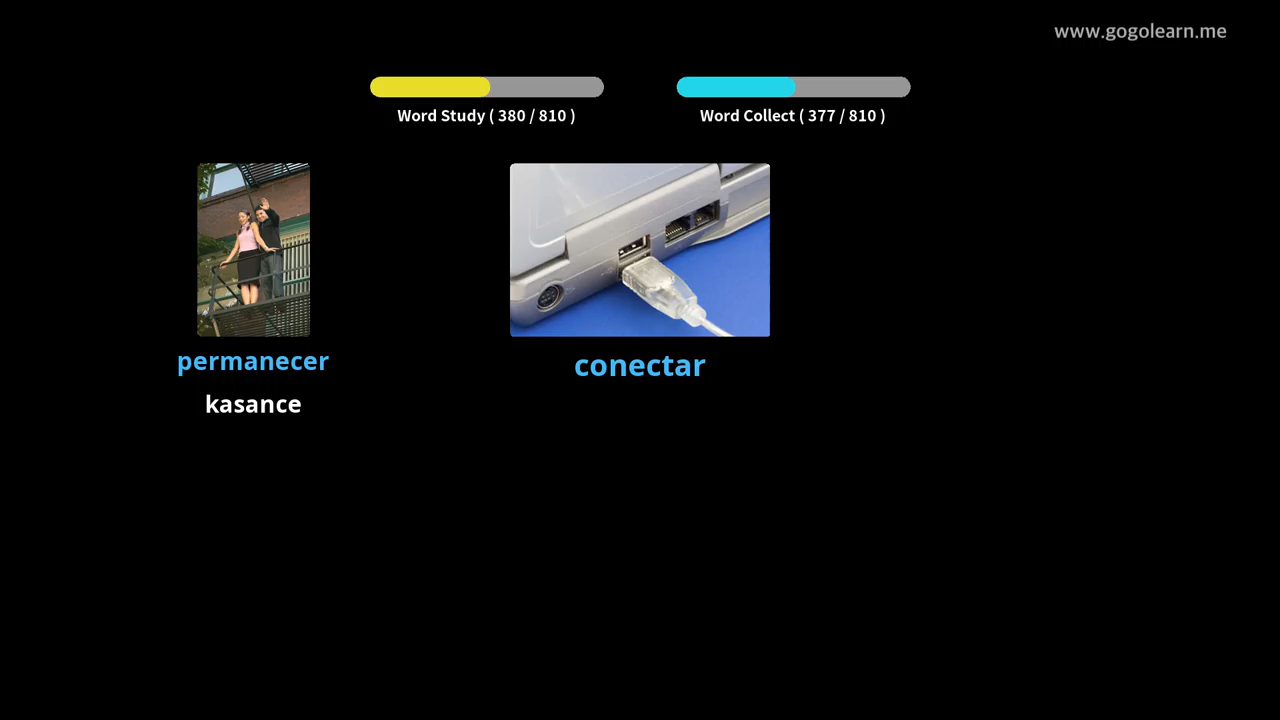 www.gogolearn.me
Word Study ( 380 / 810 )
Word Collect ( 377 / 810 )
permanecer
kasance
conectar